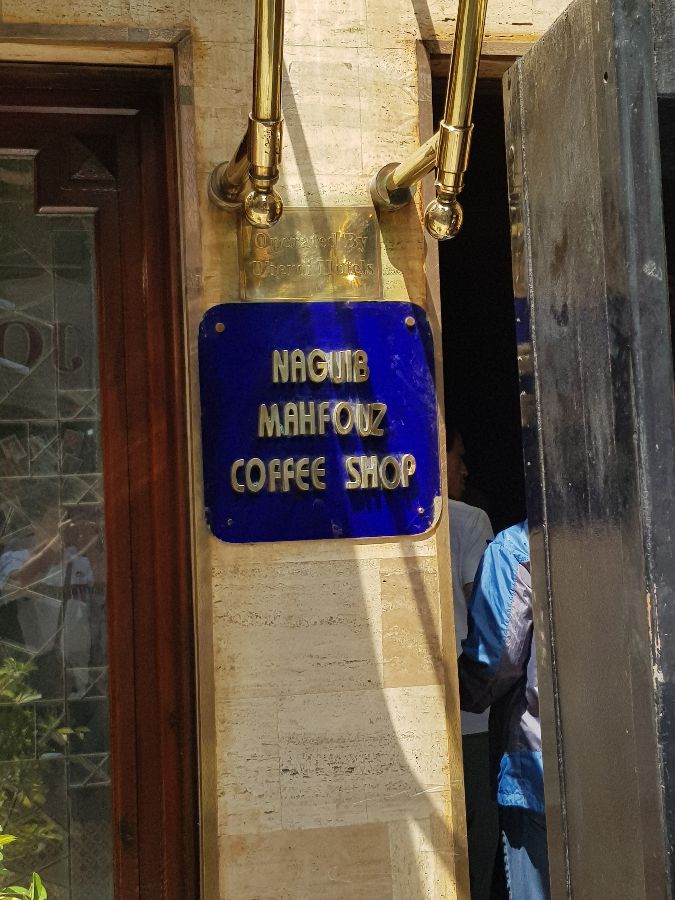 Operated By
Oberoi Hotels
NAGUIB
MAHFOUZ
COFFEE SHOP